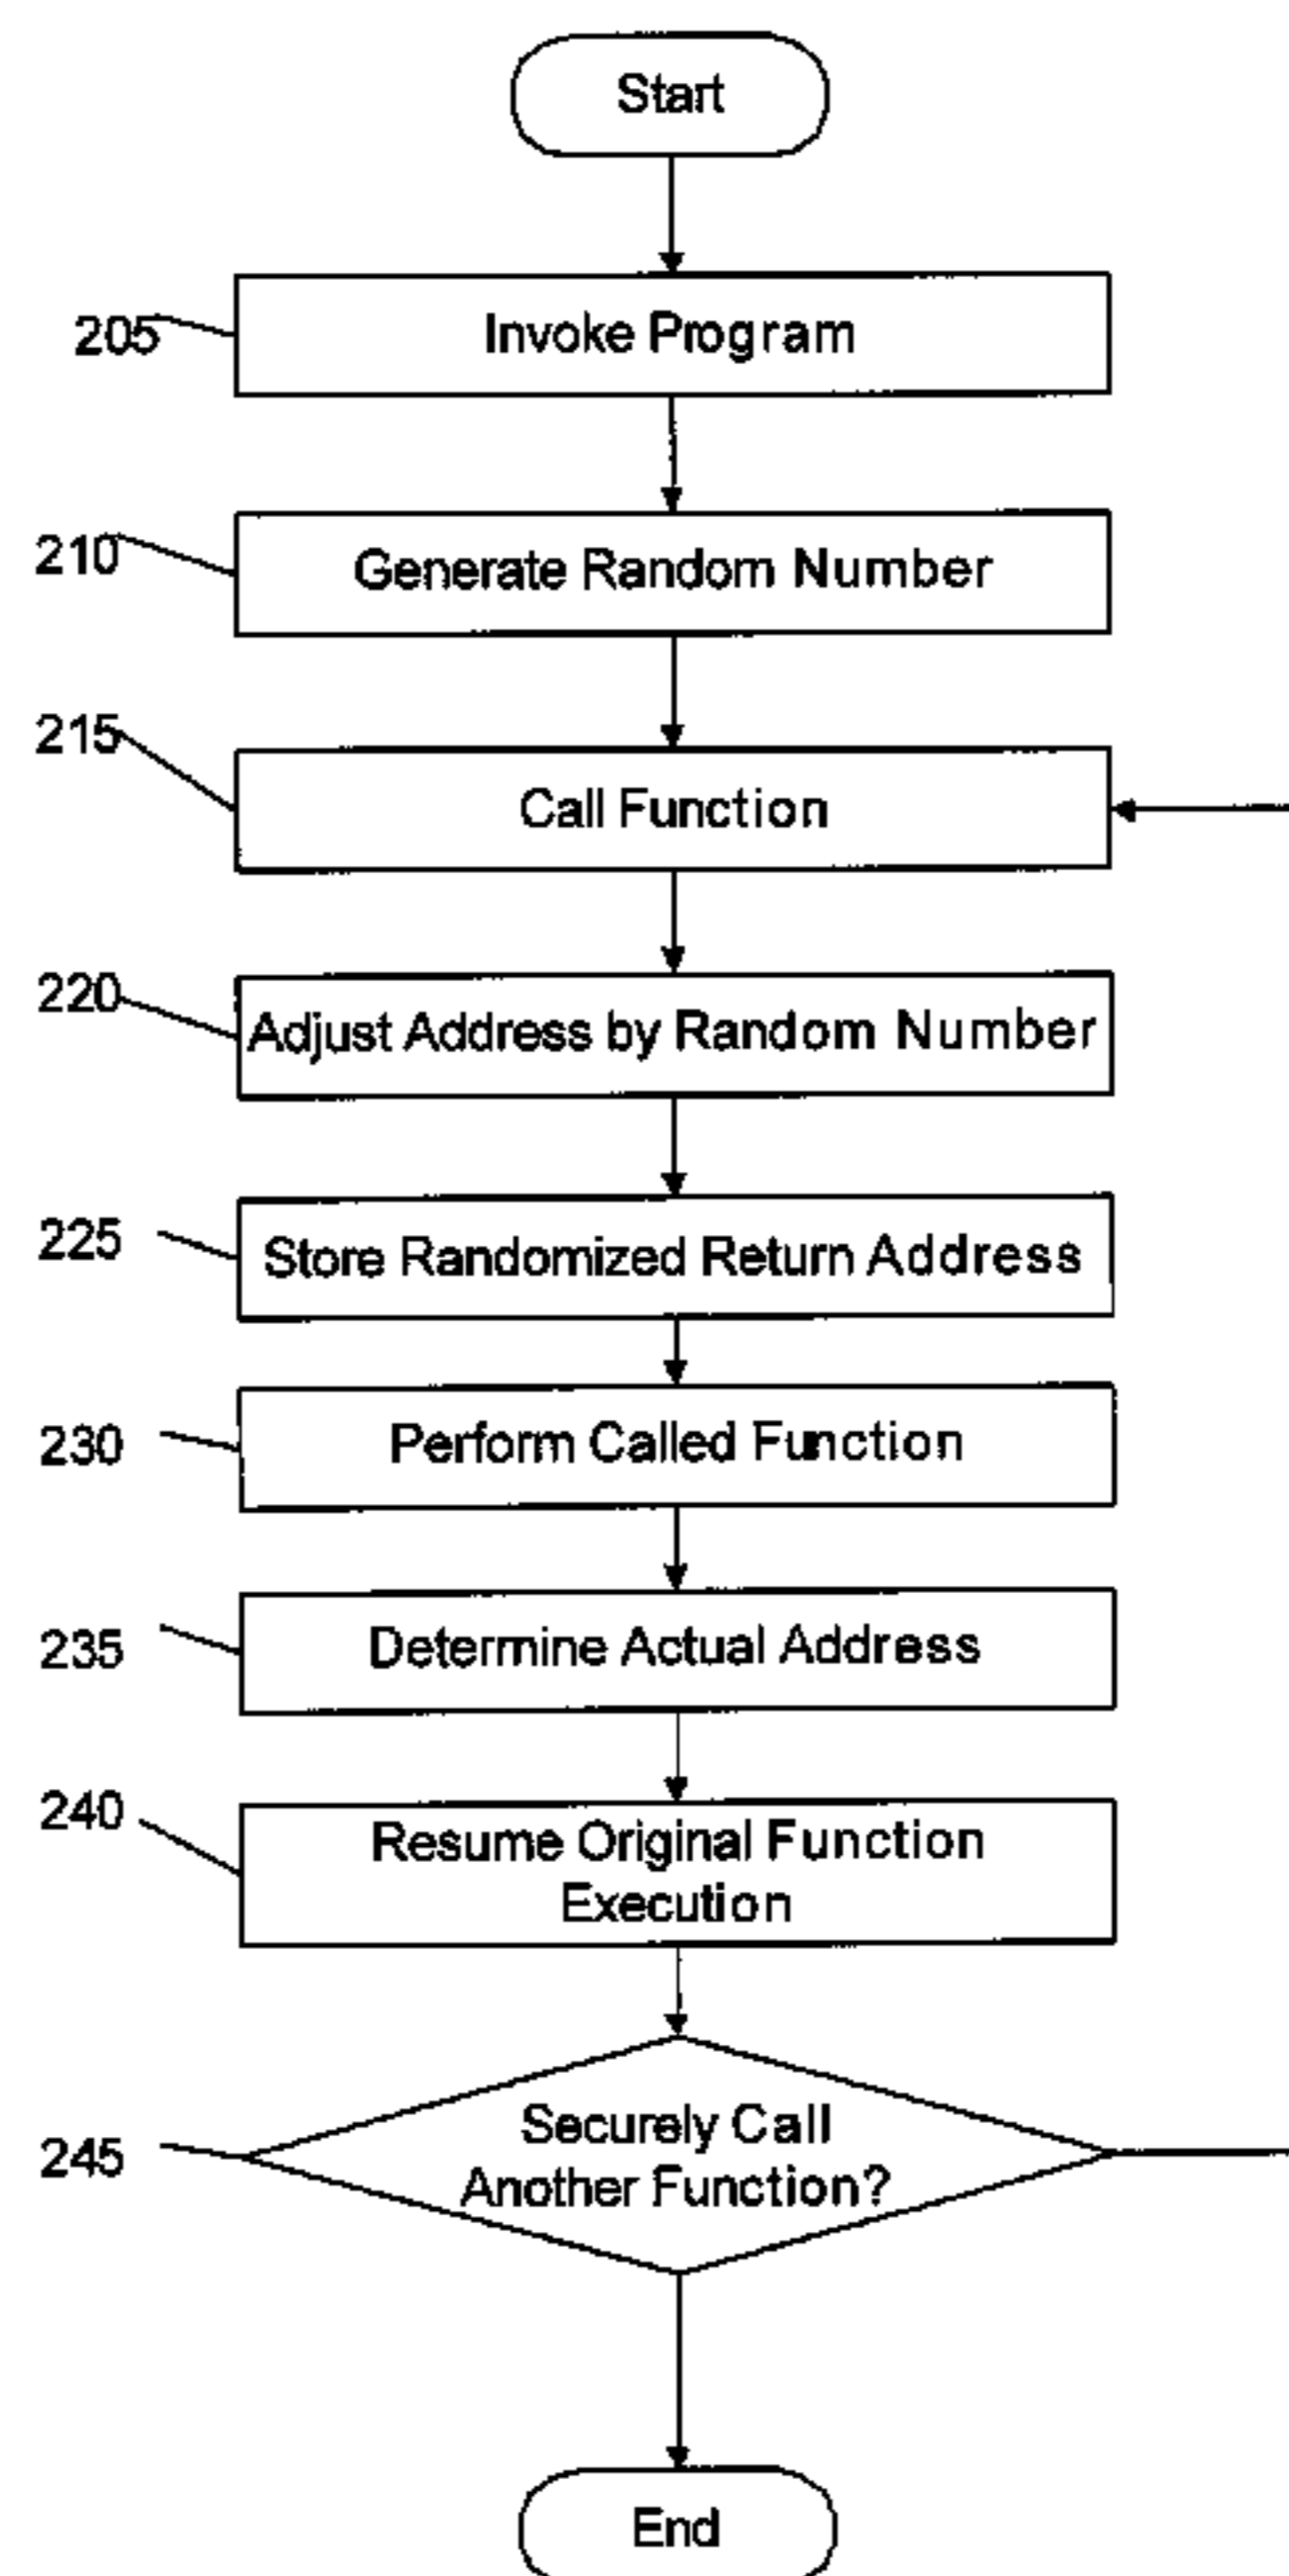 Start
205
Invoke Program
210
Generate Random Number
215
Call Function
220
Adjust Address by Random Number
225
Store Randomized Return Address
230
Perform Called Function
235
Determine Actual Address
240
Resume Original Function
Execution
245
Securely Call
Another Function?
End